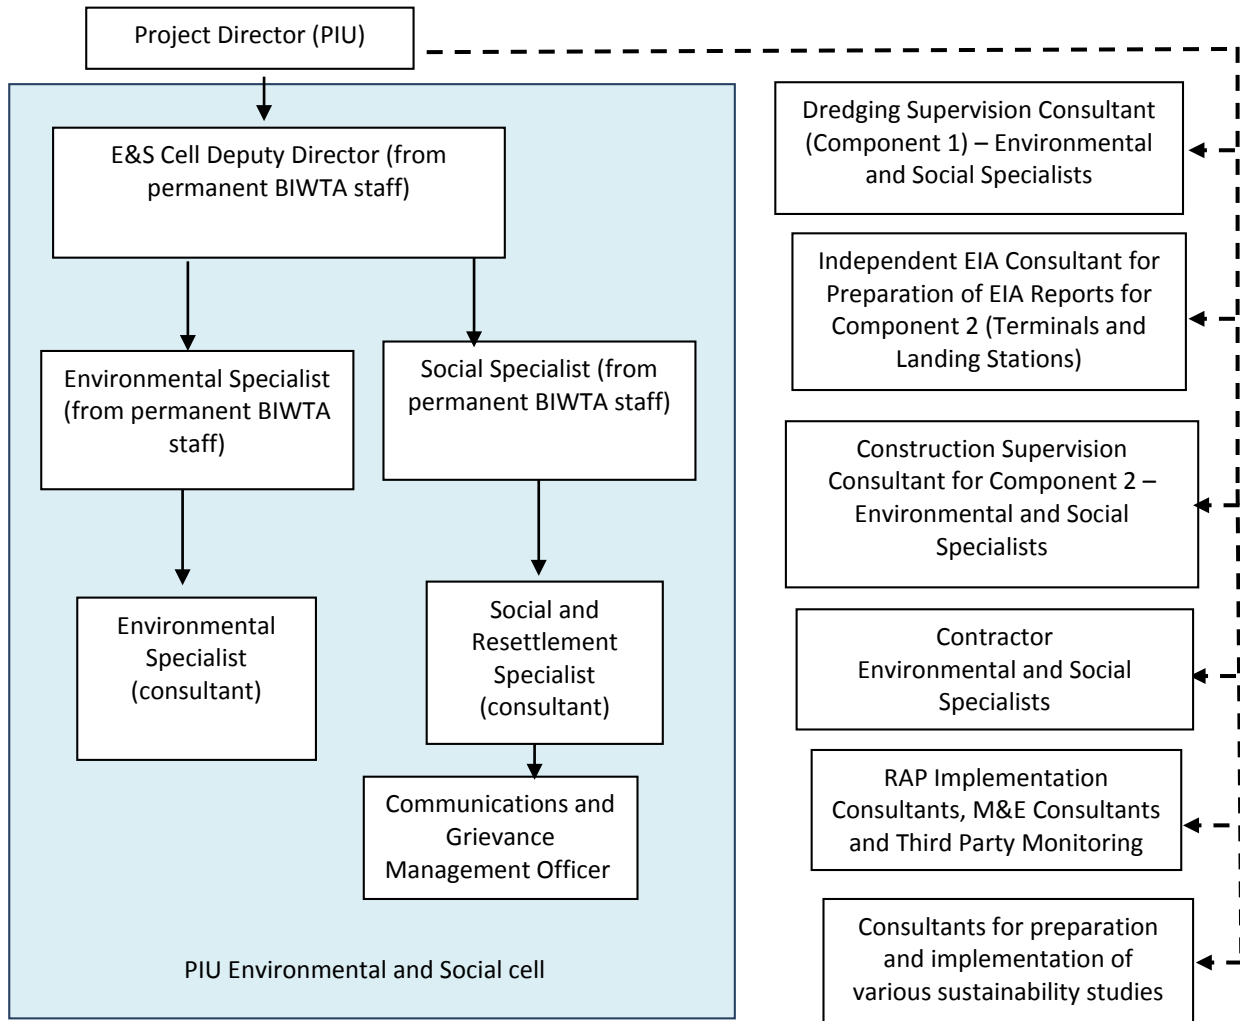 Project Director (PIU)
E&S Cell Deputy Director (from
permanent BIWTA staff)
Environmental Specialist
(from permanent BIWTA
staff)
Social Specialist (from
permanent BIWTA staff)
Environmental
Specialist
(consultant)
Social and
Resettlement
Specialist
(consultant)
Communications and
Grievance
Management Officer
PIU Environmental and Social cell
Dredging Supervision Consultant
(Component 1) – Environmental
and Social Specialists
Independent EIA Consultant for
Preparation of EIA Reports for
Component 2 (Terminals and
Landing Stations)
Construction Supervision
Consultant for Component 2 –
Environmental and Social
Specialists
Contractor
Environmental and Social
Specialists
RAP Implementation
Consultants, M&E Consultants
and Third Party Monitoring
Consultants for preparation
and implementation of
various sustainability studies